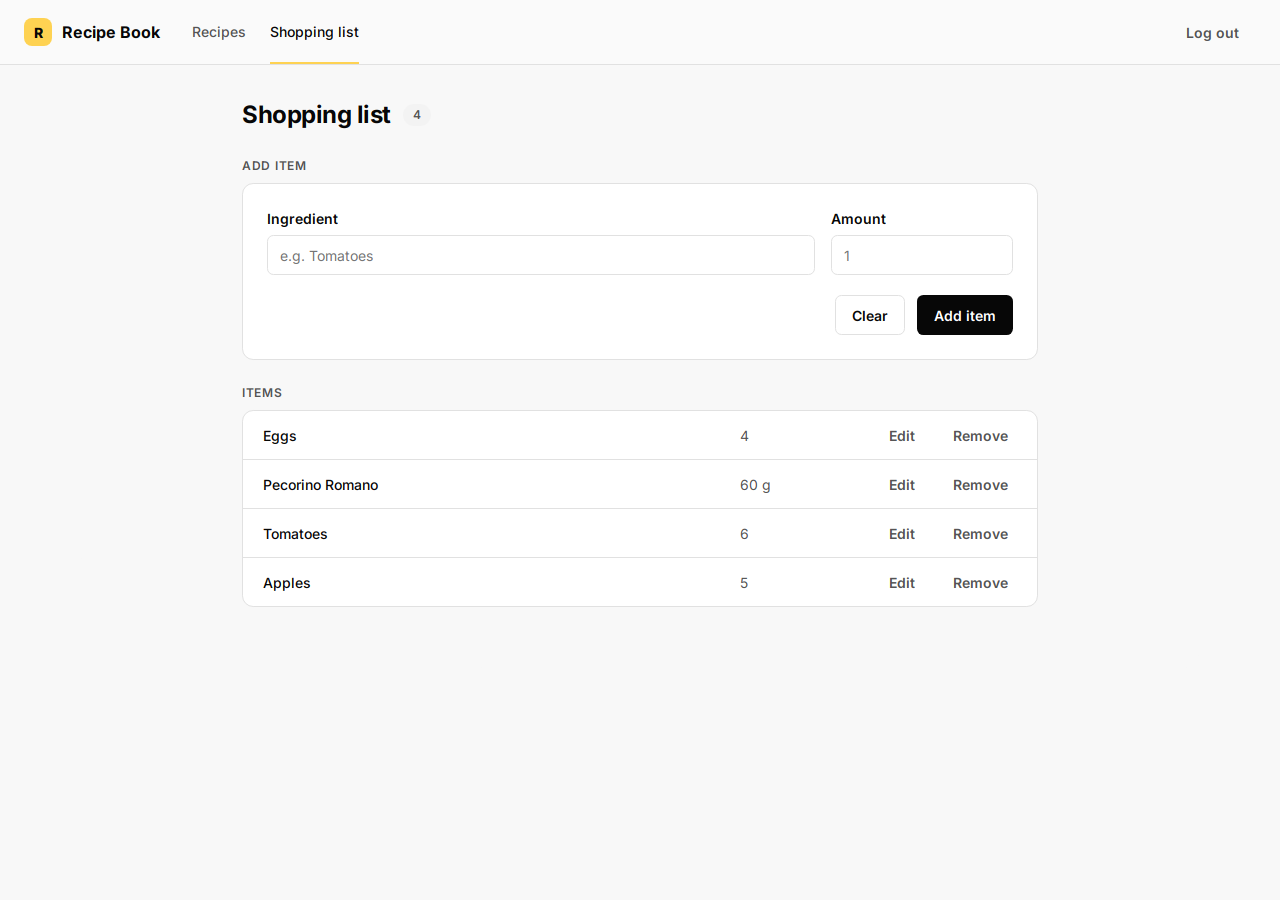 R Recipe Book Recipes Shopping list Log out
Shopping list 4
ADD ITEM
Ingredient Amount
e.g. Tomatoes 1
Clear Add item
ITEMS
Eggs 4 Edit Remove
Pecorino Romano 60 g Edit Remove
Tomatoes 6 Edit Remove
Apples 5 Edit Remove